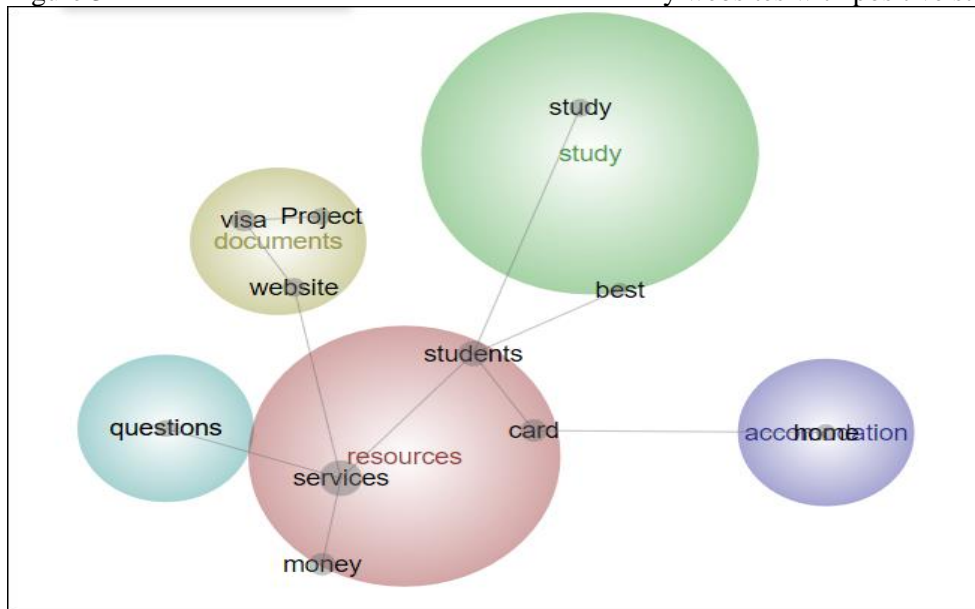 study
study
visa Project
documents
website
best
students
questions
card
home
resources
services
money